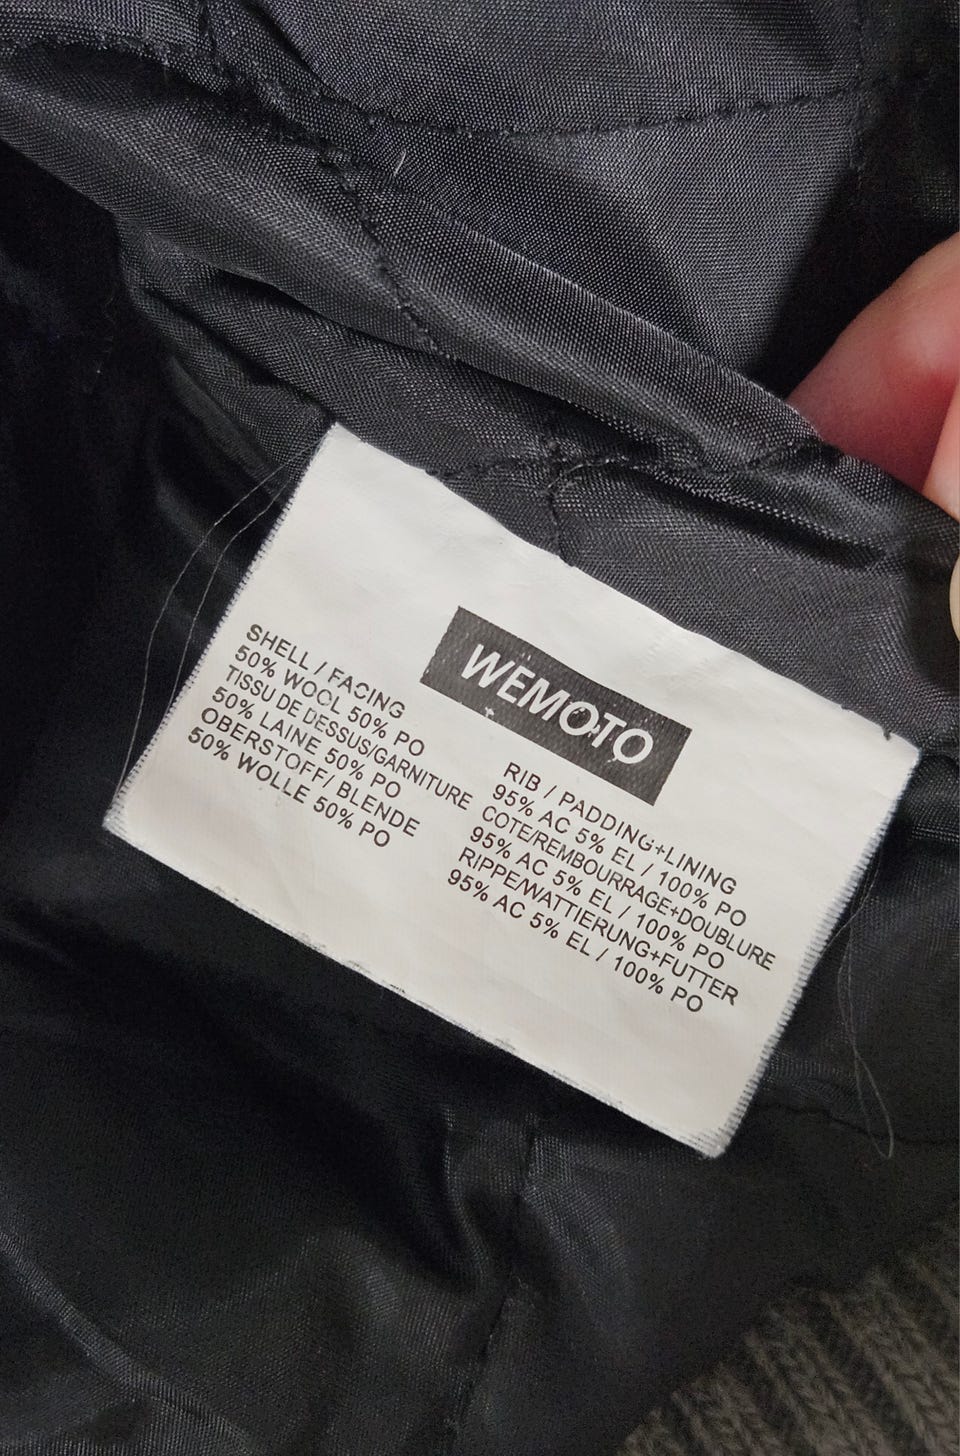 WEMOTO
SHELL / FACING
50% WOOL 50% PO
TISSU DE DESSUS/GARNITURE
50% LAINE 50% PO
OBERSTOFF/ BLENDE
50% WOLLE 50% PO
RIB / PADDING+LINING
95% AC 5% EL / 100% PO
COTE/REMBOURRAGE+DOUBLURE
95% AC 5% EL / 100% PO
RIPPE/WATTIERUNG+FUTTER
95% AC 5% EL / 100% PO